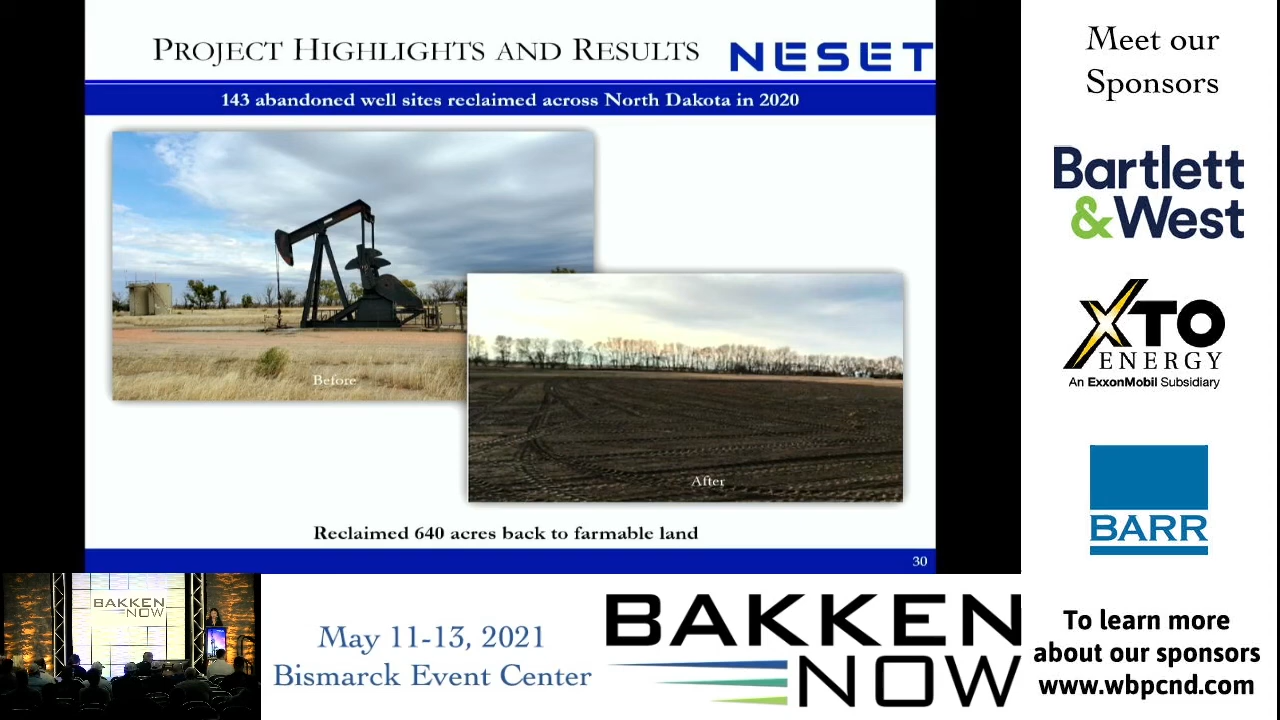 PROJECT HIGHLIGHTS AND RESULTS
NESET
143 abandoned well sites reclaimed across North Dakota in 2020
Before
After
Reclaimed 640 acres back to farmable land
30
Meet our
Sponsors
Bartlett
&West
XTO
ENERGY
An ExxonMobil Subsidiary
BARR
BAKKEN
NOW
May 11-13, 2021
Bismarck Event Center
BAKKEN
NOW
To learn more
about our sponsors
www.wbpcnd.com